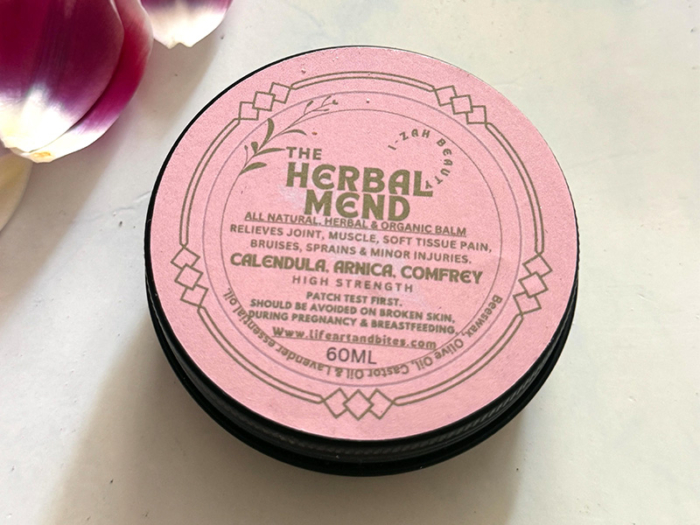 I-ZAH BEAUTY
THE
HERBAL
MEND
ALL NATURAL, HERBAL & ORGANIC BALM
RELIEVES JOINT, MUSCLE, SOFT TISSUE PAIN,
BRUISES, SPRAINS & MINOR INJURIES.
CALENDULA, ARNICA, COMFREY
HIGH STRENGTH
PATCH TEST FIRST.
SHOULD BE AVOIDED ON BROKEN SKIN,
DURING PREGNANCY & BREASTFEEDING.
Www.lifeartandbites.com
60ML
Beeswax, Olive Oil, Castor Oil & Lavender essential oil.